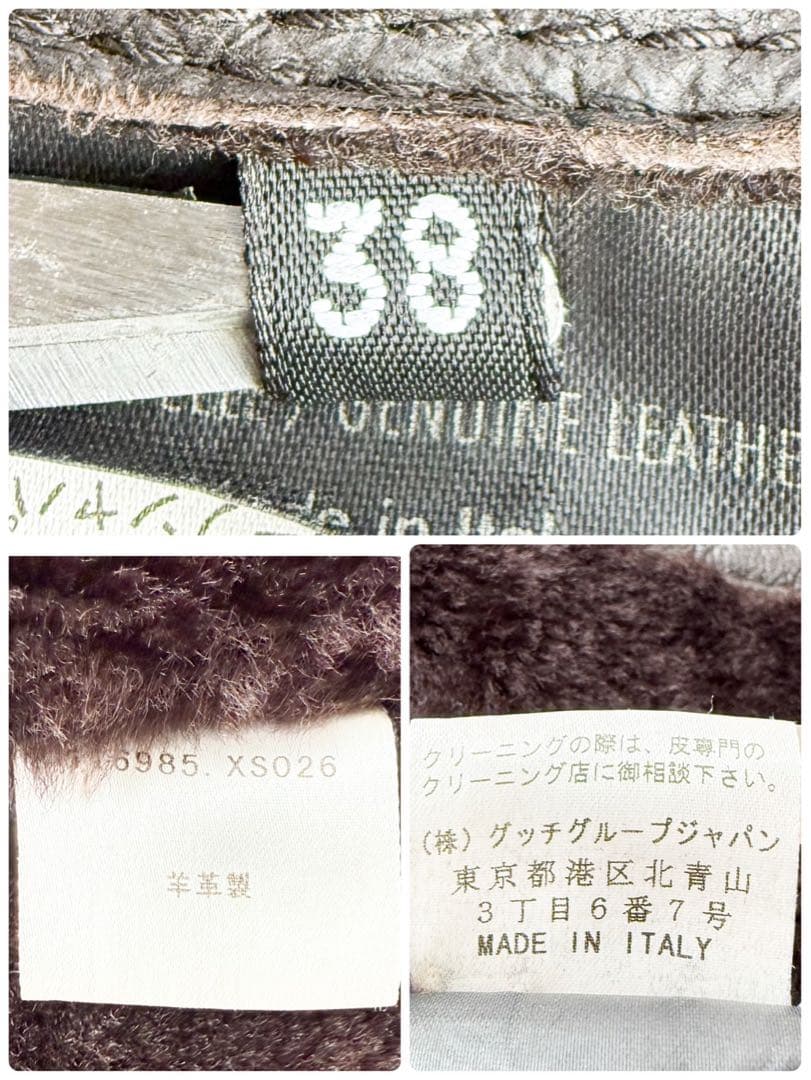 38
GENUINE LEATHE
de in
6985. XS026
羊革製
クリーニングの際は、皮専門の
クリーニング店に御相談下さい。
(株)グッチグループジャパン
東京都港区北青山
3丁目6番7号
MADE IN ITALY